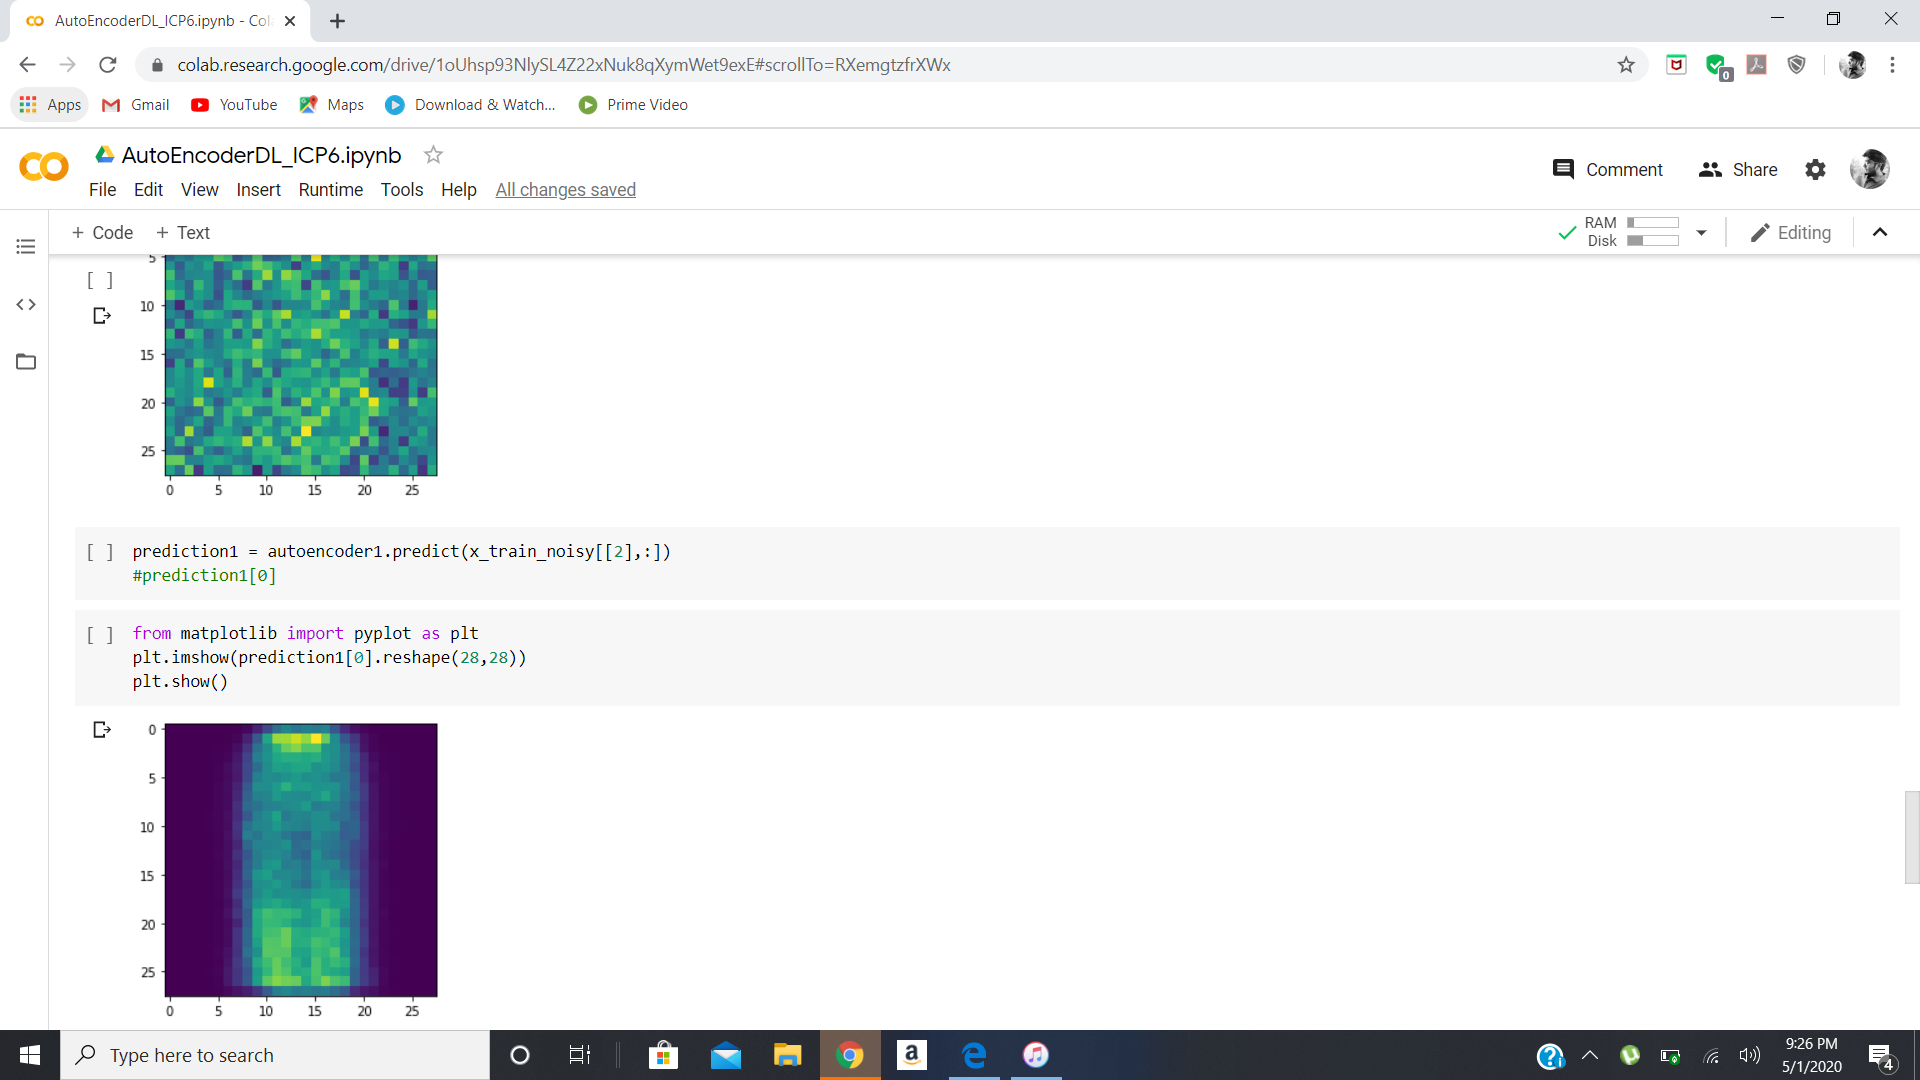 AutoEncoderDL_ICP6.ipynb - Col
colab.research.google.com/drive/1oUhsp93NlySL4Z22xNuk8qXymWet9exE#scrollTo=RXemgtzfrXWx
0
Apps Gmail YouTube Maps Download & Watch... Prime Video
AutoEncoderDL_ICP6.ipynb
Comment Share
File Edit View Insert Runtime Tools Help All changes saved
+ Code + Text
RAM
Disk
Editing
[ ]
5
10
15
20
25
0 5 10 15 20 25
[ ] prediction1 = autoencoder1.predict(x_train_noisy[[2],:])
#prediction1[0]
[ ] from matplotlib import pyplot as plt
plt.imshow(prediction1[0].reshape(28,28))
plt.show()
0
5
10
15
20
25
0 5 10 15 20 25
Type here to search
a
9:26 PM
5/1/2020
4